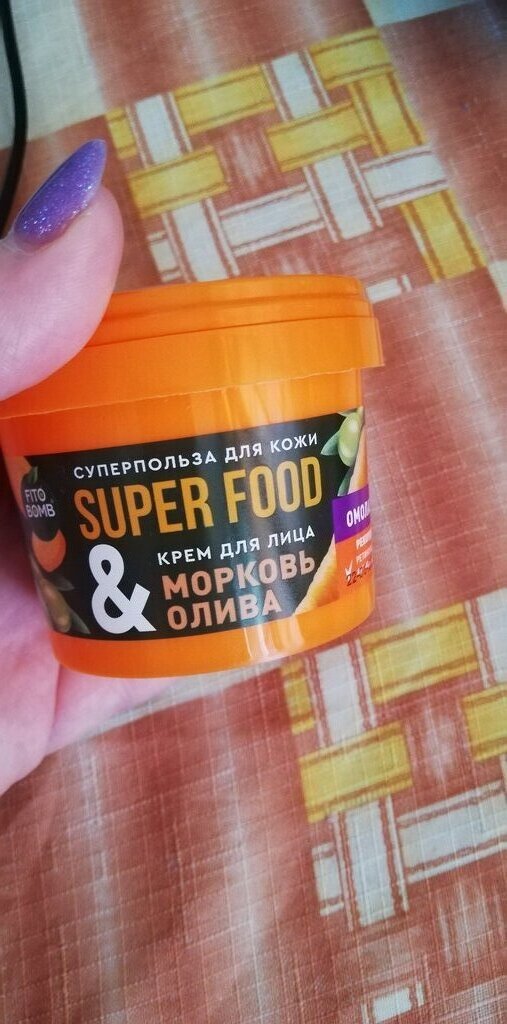 СУПЕРПОЛЬЗА ДЛЯ КОЖИ
FITO
BOMB
SUPER FOOD
&
КРЕМ ДЛЯ ЛИЦА
МОРКОВЬ
ОЛИВА